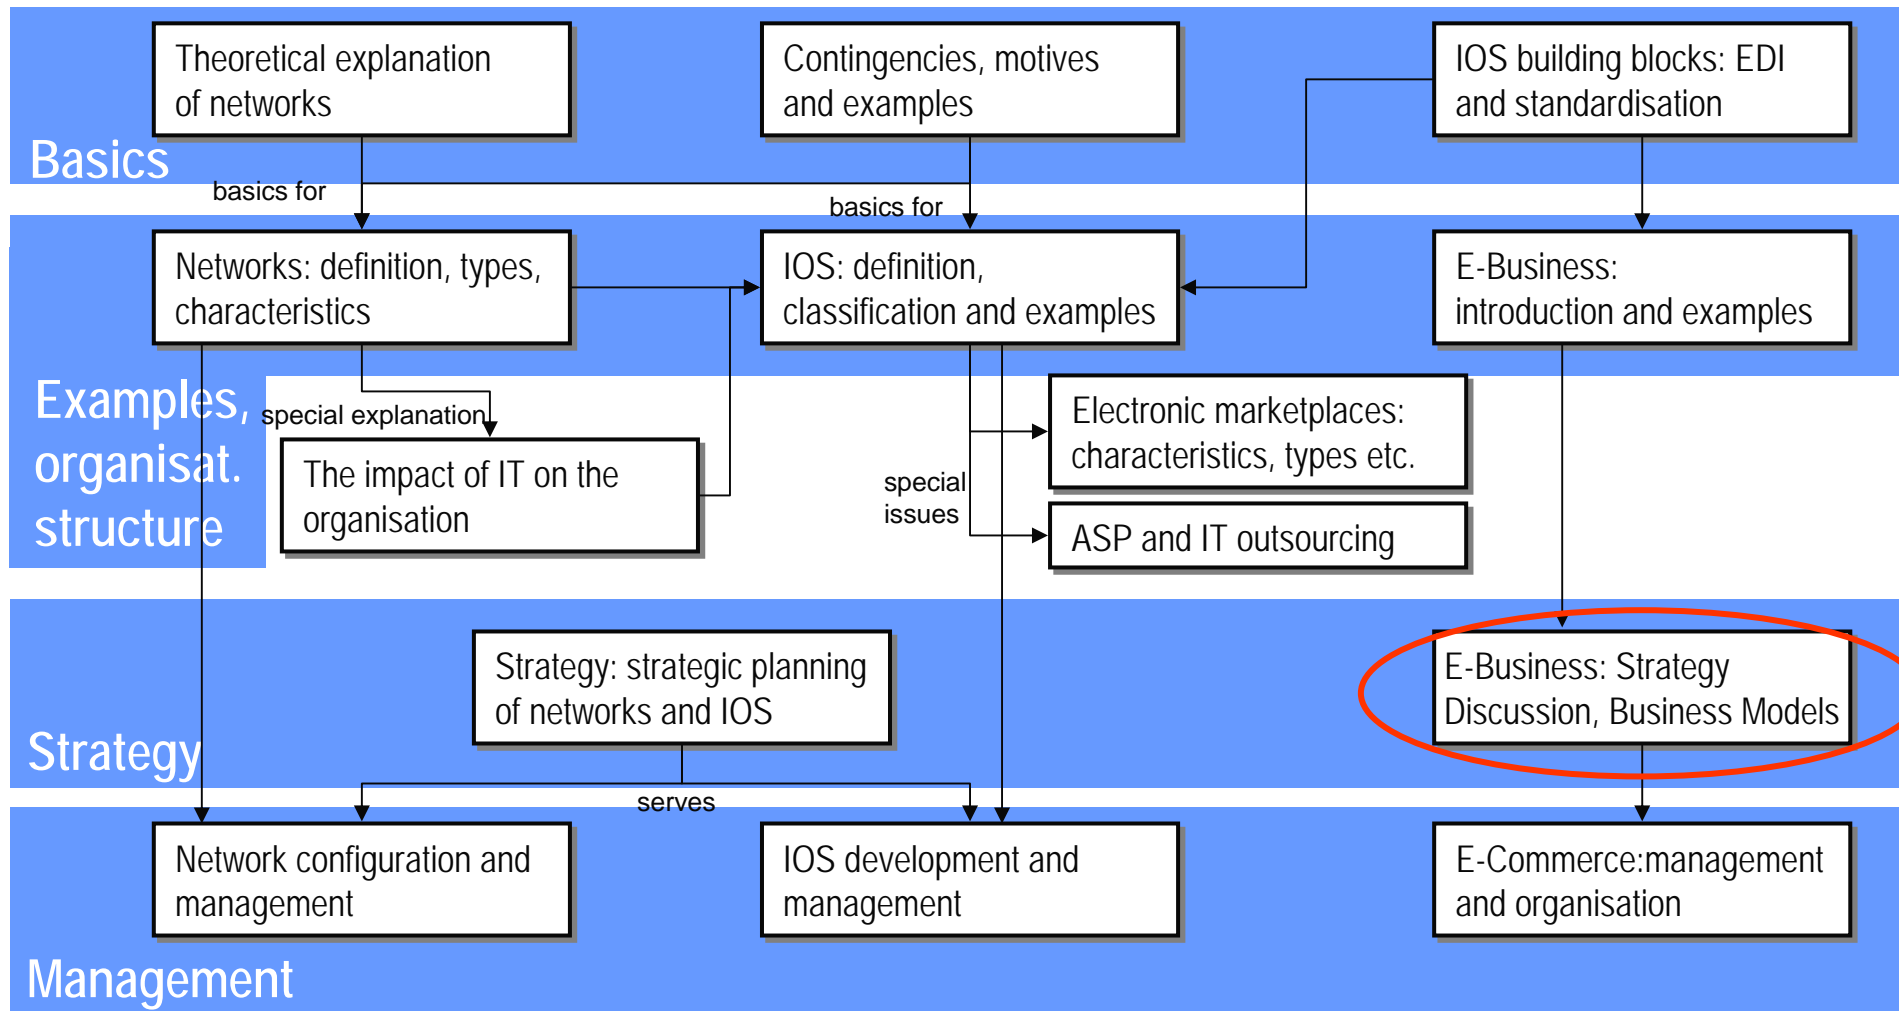 Theoretical explanation
of networks
Contingencies, motives
and examples
IOS building blocks: EDI
and standardisation
Basics
basics for
basics for
Networks: definition, types,
characteristics
IOS: definition,
classification and examples
E-Business:
introduction and examples
Examples,
organisat.
structure
special explanation
The impact of IT on the
organisation
Electronic marketplaces:
characteristics, types etc.
special
issues
ASP and IT outsourcing
Strategy: strategic planning
of networks and IOS
E-Business: Strategy
Discussion, Business Models
Strategy
serves
Network configuration and
management
IOS development and
management
E-Commerce:management
and organisation
Management